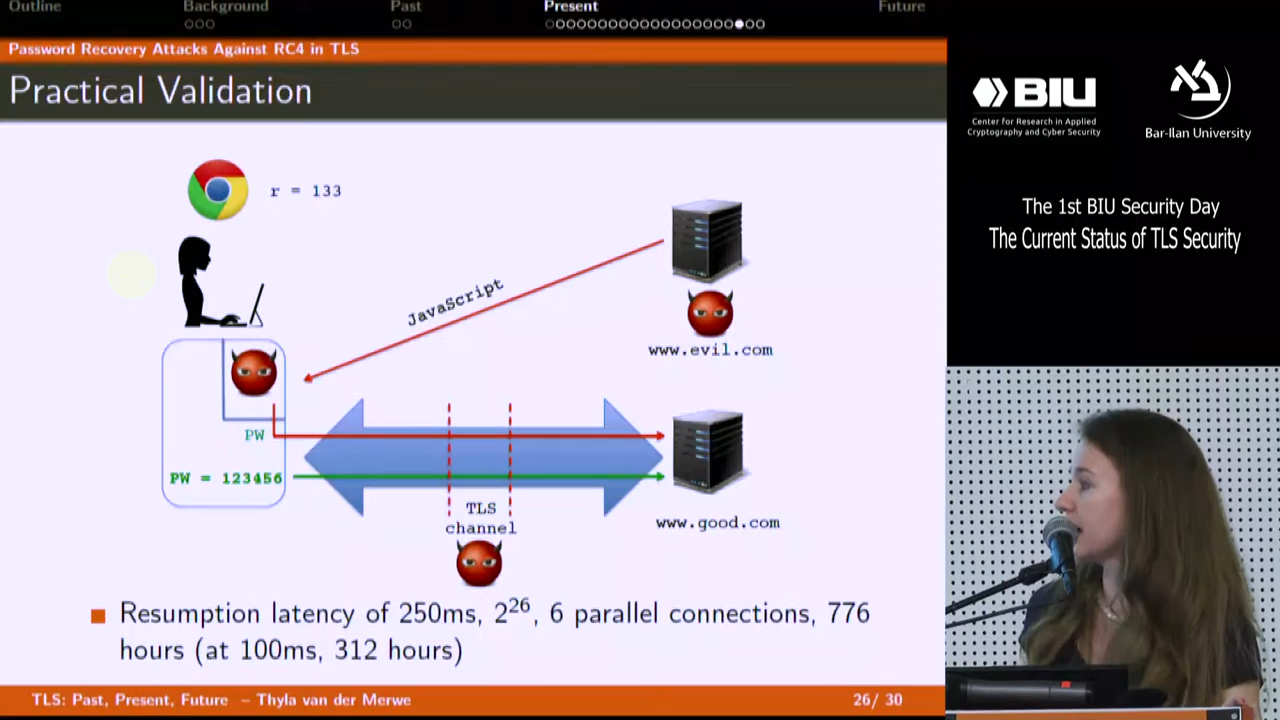 Outline Background Past Present Future
Password Recovery Attacks Against RC4 in TLS
Practical Validation
r = 133
JavaScript
www.evil.com
PW
PW = 123456
TLS
channel
www.good.com
Resumption latency of 250ms, 2^26, 6 parallel connections, 776
hours (at 100ms, 312 hours)
TLS: Past, Present, Future – Thyla van der Merwe 26/ 30
BIU
Center for Research in Applied
Cryptography and Cyber Security
Bar-Ilan University
The 1st BIU Security Day
The Current Status of TLS Security